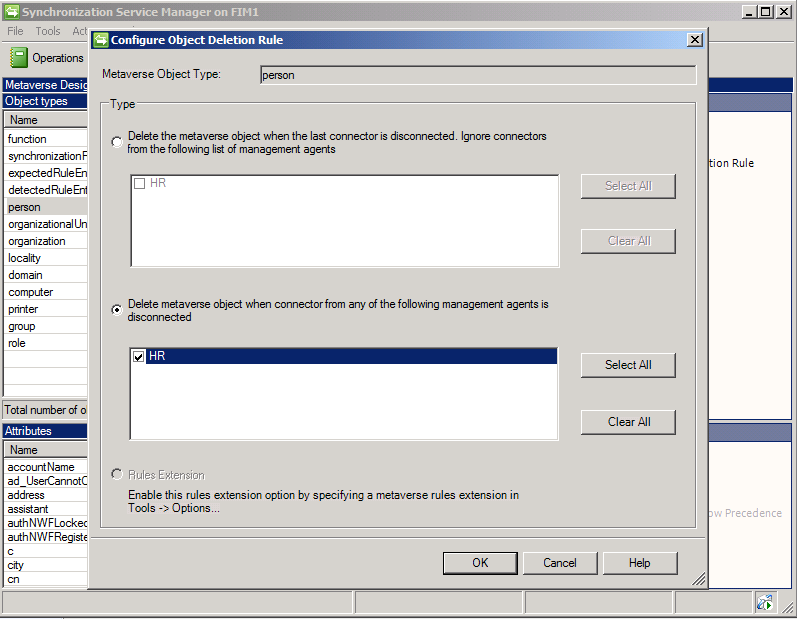 Synchronization Service Manager on FIM1
File Tools Act
Operations
Metaverse Desig
Object types
Name
function
synchronizationF
expectedRuleEn
detectedRuleEnt
person
organizationalUn
organization
locality
domain
computer
printer
group
role
Total number of o
Attributes
Name
accountName
ad_UserCannotC
address
assistant
authNWFLocked
authNWFRegiste
c
city
cn
Configure Object Deletion Rule
Metaverse Object Type: person
Type
Delete the metaverse object when the last connector is disconnected. Ignore connectors
from the following list of management agents
HR
Select All
Clear All
Delete metaverse object when connector from any of the following management agents is
disconnected
HR
Select All
Clear All
Rules Extension
Enable this rules extension option by specifying a metaverse rules extension in
Tools -> Options...
OK Cancel Help
tion Rule
ow Precedence